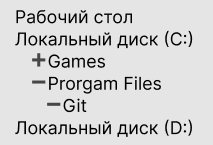 Рабочий стол
Локальный диск (C:)
+Games
−Prorgam Files
−Git
Локальный диск (D:)